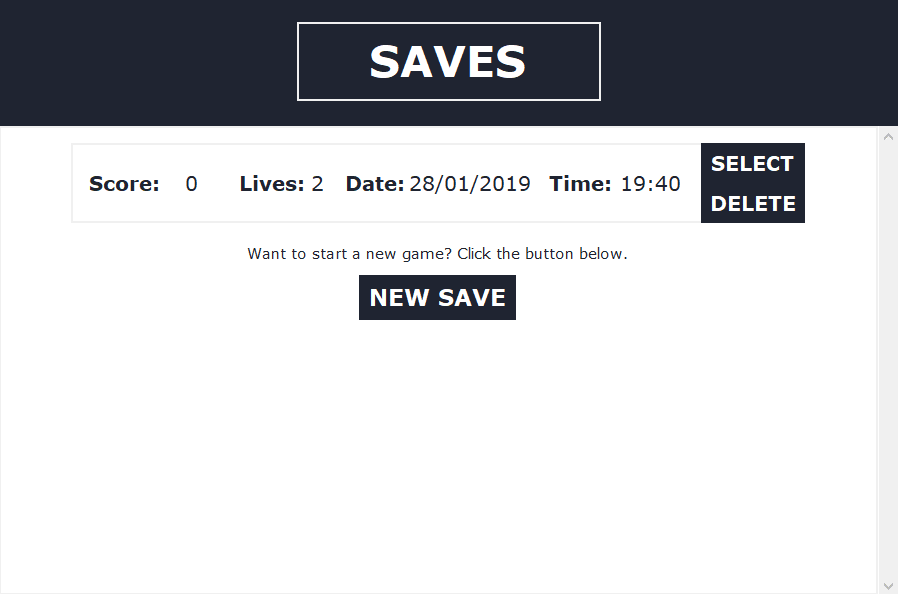 SAVES
Score: 0 Lives: 2 Date: 28/01/2019 Time: 19:40
SELECT
DELETE
Want to start a new game? Click the button below.
NEW SAVE